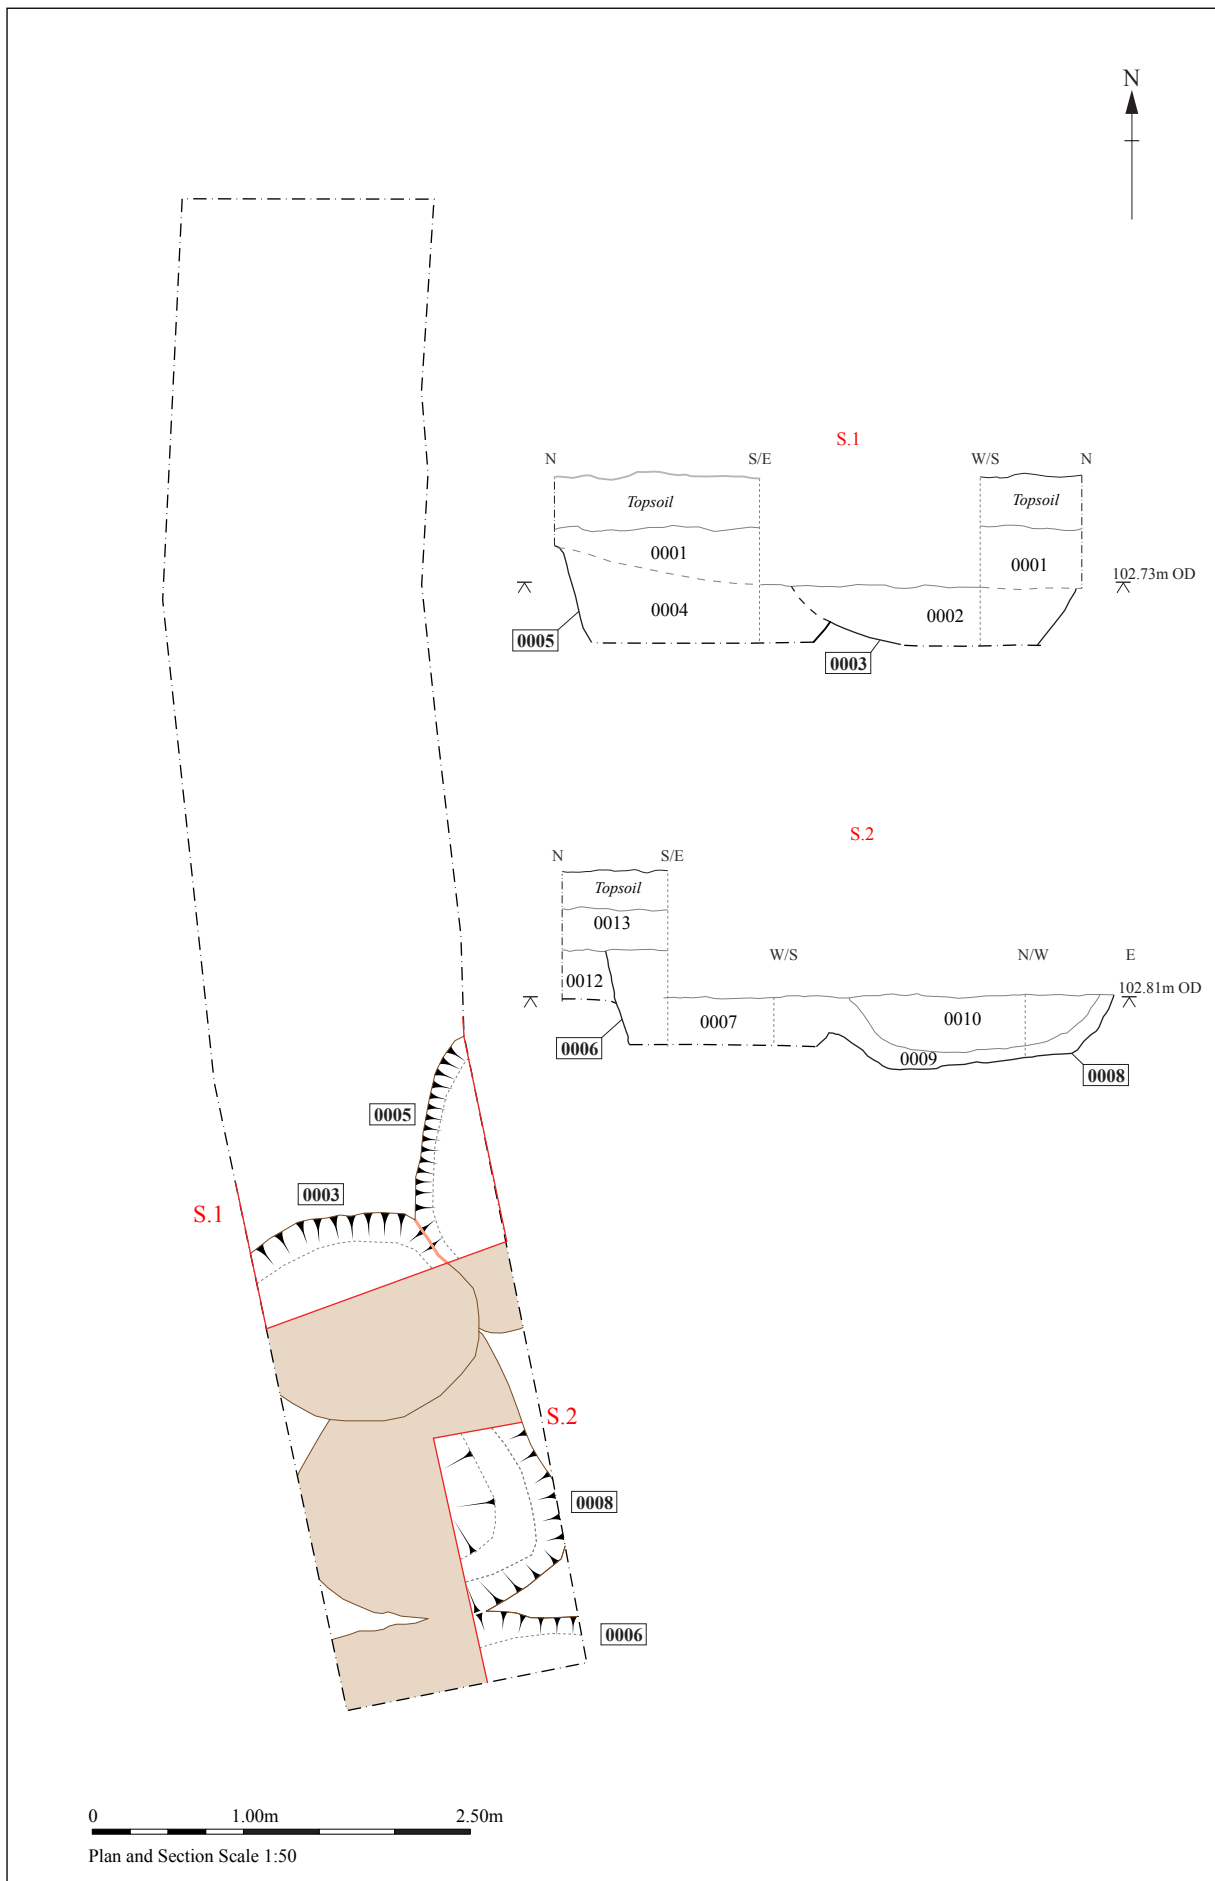 N
S.1
N S/E W/S N
Topsoil Topsoil
0001 0001
102.73m OD
0004 0002
0005
0003
S.2
N S/E
Topsoil
0013
W/S N/W E
0012
102.81m OD
0007 0010
0006
0009
0008
0005
0003
S.1
S.2
0008
0006
0 1.00m 2.50m
Plan and Section Scale 1:50